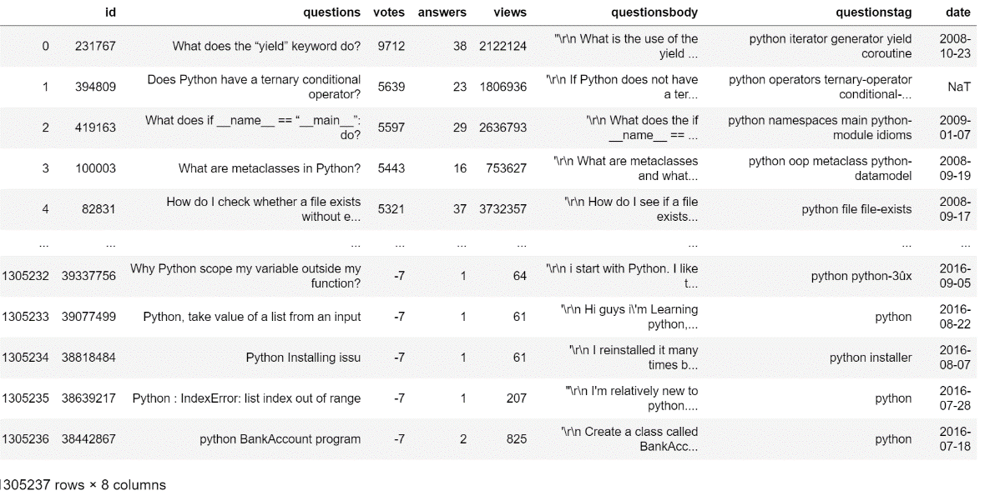 id questions votes answers views questionsbody questionstag date
0 231767 What does the “yield” keyword do? 9712 38 2122124 "\r\n What is the use of the yield ... python iterator generator yield coroutine 2008-10-23
1 394809 Does Python have a ternary conditional operator? 5639 23 1806936 '\r\n If Python does not have a ter... python operators ternary-operator conditional-... NaT
2 419163 What does if __name__ == “__main__”: do? 5597 29 2636793 '\r\n What does the if __name__ == ... python namespaces main python-module idioms 2009-01-07
3 100003 What are metaclasses in Python? 5443 16 753627 '\r\n What are metaclasses and what... python oop metaclass python-datamodel 2008-09-19
4 82831 How do I check whether a file exists without e... 5321 37 3732357 '\r\n How do I see if a file exists... python file file-exists 2008-09-17
... ... ... ... ... ... ... ... ...
1305232 39337756 Why Python scope my variable outside my function? -7 1 64 '\r\n i start with Python. I like t... python python-3ûx 2016-09-05
1305233 39077499 Python, take value of a list from an input -7 1 61 '\r\n Hi guys i\'m Learning python,... python 2016-08-22
1305234 38818484 Python Installing issu -7 1 61 '\r\n I reinstalled it many times b... python installer 2016-08-07
1305235 38639217 Python : IndexError: list index out of range -7 1 207 "\r\n I'm relatively new to python.... python 2016-07-28
1305236 38442867 python BankAccount program -7 2 825 '\r\n Create a class called BankAcc... python 2016-07-18
1305237 rows × 8 columns